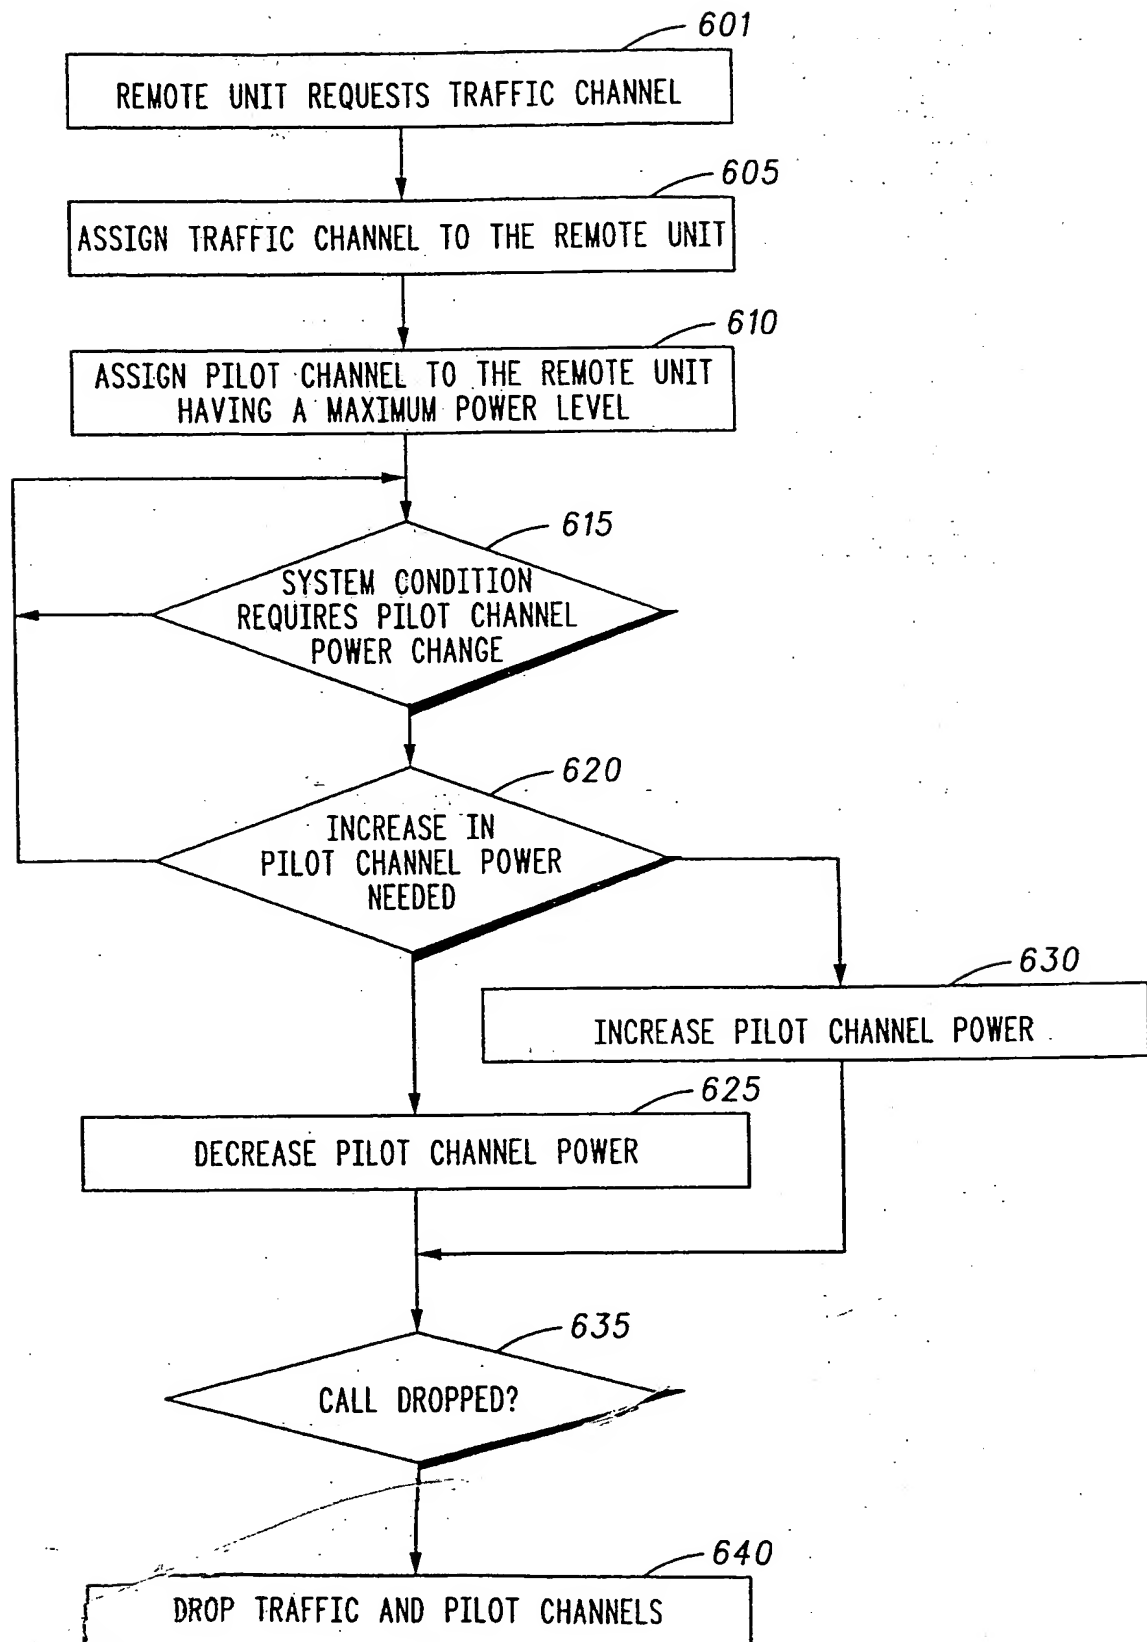 601
REMOTE UNIT REQUESTS TRAFFIC CHANNEL
605
ASSIGN TRAFFIC CHANNEL TO THE REMOTE UNIT
610
ASSIGN PILOT CHANNEL TO THE REMOTE UNIT
HAVING A MAXIMUM POWER LEVEL
615
SYSTEM CONDITION
REQUIRES PILOT CHANNEL
POWER CHANGE
620
INCREASE IN
PILOT CHANNEL POWER
NEEDED
630
INCREASE PILOT CHANNEL POWER
625
DECREASE PILOT CHANNEL POWER
635
CALL DROPPED?
640
DROP TRAFFIC AND PILOT CHANNELS